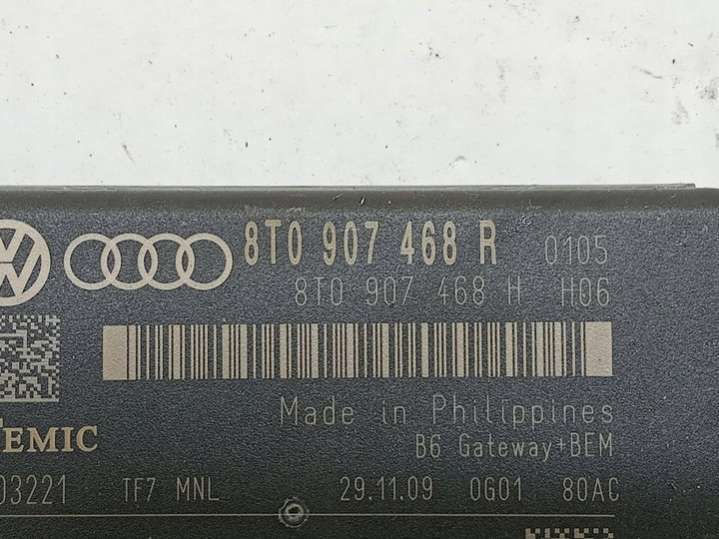 8T0 907 468 R 0105
8T0 907 468 H H06
Made in Philippines
EMIC B6 Gateway+BEM
03221 TF7 MNL 29.11.09 0G01 80AC